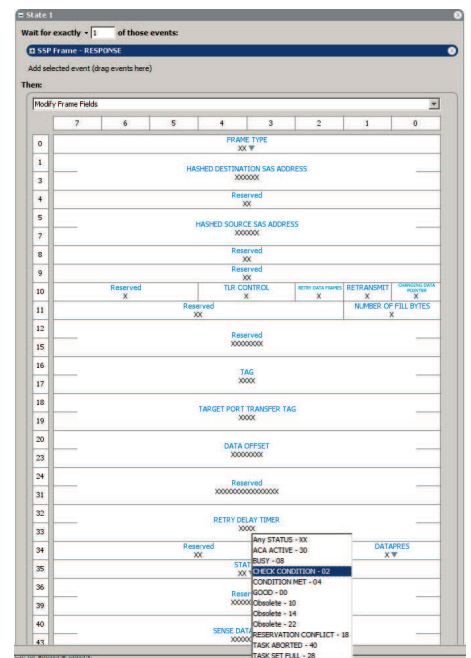 State 1
Wait for exactly 1 of those events:
SSP Frame - RESPONSE
Add selected event (drag events here)
Then:
Modify Frame Fields
7 6 5 4 3 2 1 0
0 FRAME TYPE
XX
1
HASHED DESTINATION SAS ADDRESS
3 XXXXXX
4 Reserved
XX
5
HASHED SOURCE SAS ADDRESS
7 XXXXXX
8 Reserved
XX
9 Reserved
XX
10 Reserved TLR CONTROL RETRY DATA FRAMES RETRANSMIT CHANGING DATA POINTER
X X X X X
11 Reserved NUMBER OF FILL BYTES
XX X
12
Reserved
15 XXXXXXXX
16
TAG
17 XXXX
18
TARGET PORT TRANSFER TAG
19 XXXX
20
DATA OFFSET
23 XXXXXXXX
24
Reserved
31 XXXXXXXXXXXXXXXX
32
RETRY DELAY TIMER
33 XXXX
34 Reserved DATAPRES
XX X
35 STAT
XX
36
Reser
39 XXXXX
40
SENSE DATA
43 XXXXX
Any STATUS - XX
ACA ACTIVE - 30
BUSY - 08
CHECK CONDITION - 02
CONDITION MET - 04
GOOD - 00
Obsolete - 10
Obsolete - 14
Obsolete - 22
RESERVATION CONFLICT - 18
TASK ABORTED - 40
TASK SET FULL - 28